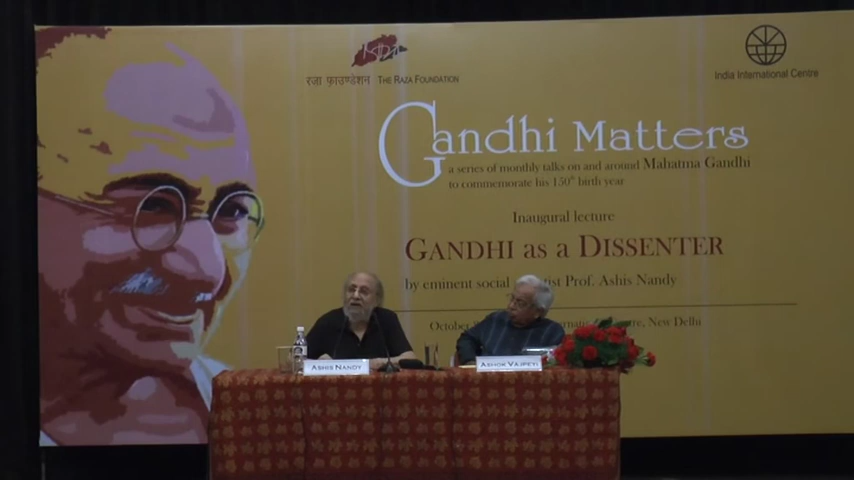 रज़ा फ़ाउण्डेशन THE RAZA FOUNDATION
India International Centre
Gandhi Matters
a series of monthly talks on and around Mahatma Gandhi
to commemorate his 150th birth year
Inaugural lecture
GANDHI AS A DISSENTER
by eminent social Prof. Ashis Nandy
October New Delhi
ASHIS NANDY
ASHOK VAJPEYI